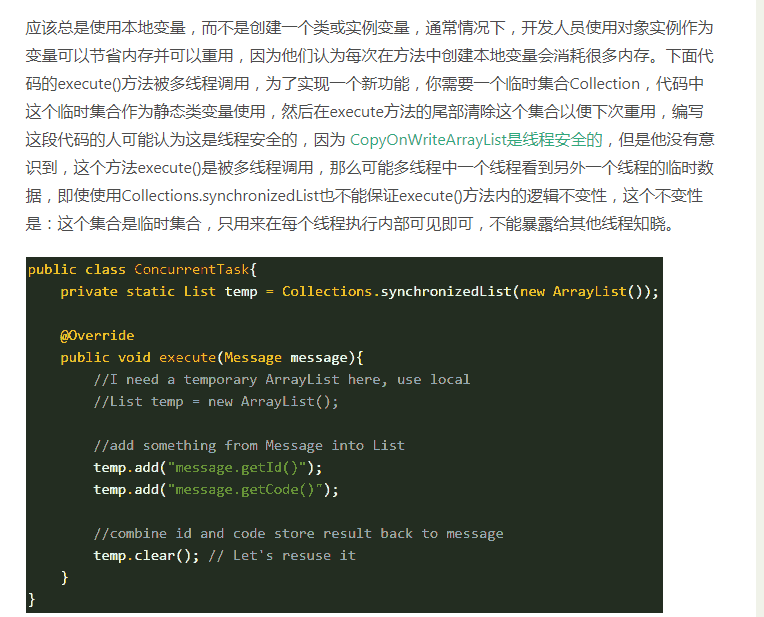 应该总是使用本地变量，而不是创建一个类或实例变量，通常情况下，开发人员使用对象实例作为
变量可以节省内存并可以重用，因为他们认为每次在方法中创建本地变量会消耗很多内存。下面代
码的execute()方法被多线程调用，为了实现一个新功能，你需要一个临时集合Collection，代码中
这个临时集合作为静态类变量使用，然后在execute方法的尾部清除这个集合以便下次重用，编写
这段代码的人可能认为这是线程安全的，因为 CopyOnWriteArrayList是线程安全的，但是他没有意
识到，这个方法execute()是被多线程调用，那么可能多线程中一个线程看到另外一个线程的临时数
据，即使使用Collections.synchronizedList也不能保证execute()方法内的逻辑不变性，这个不变性
是：这个集合是临时集合，只用来在每个线程执行内部可见即可，不能暴露给其他线程知晓。
public class ConcurrentTask{
    private static List temp = Collections.synchronizedList(new ArrayList());
    @Override
    public void execute(Message message){
        //I need a temporary ArrayList here, use local
        //List temp = new ArrayList();
        //add something from Message into List
        temp.add("message.getId()");
        temp.add("message.getCode()");
        //combine id and code store result back to message
        temp.clear(); // Let's resuse it
    }
}